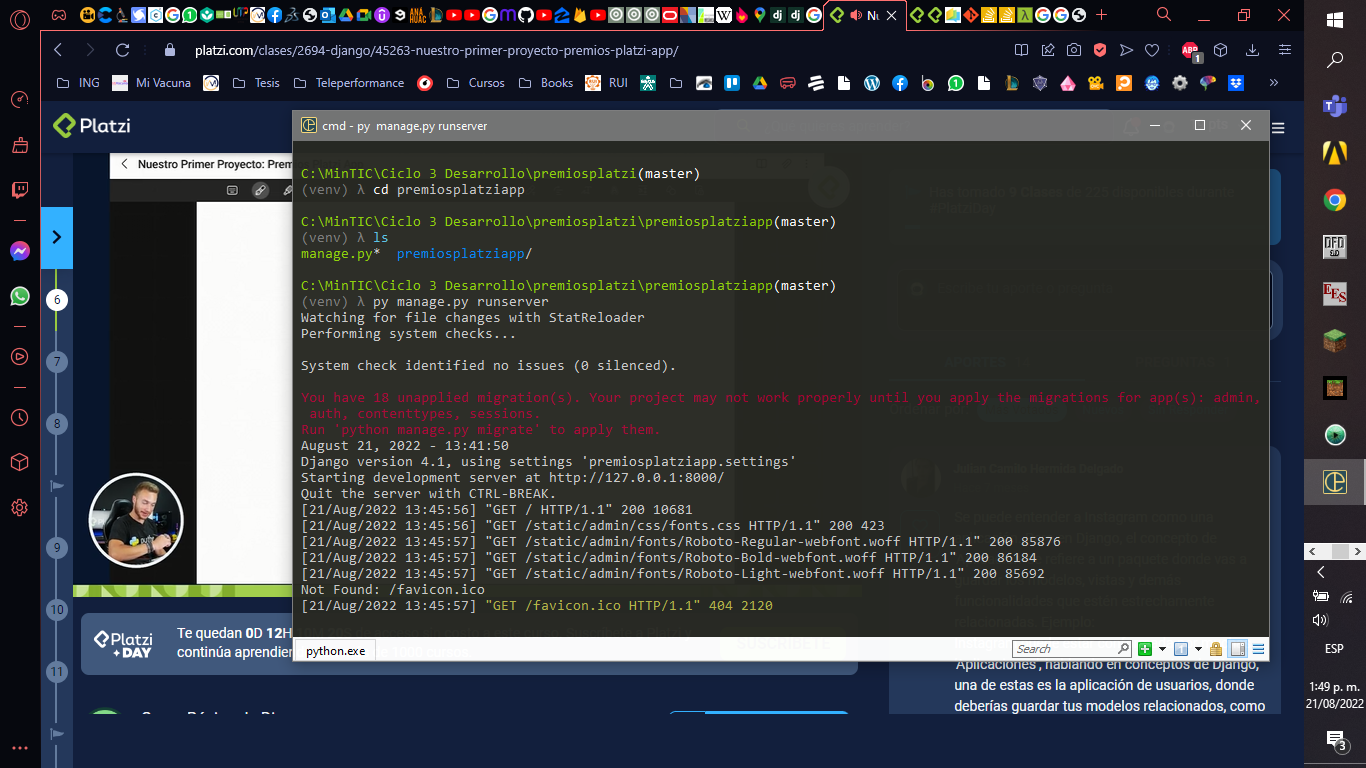 platzi.com/clases/2694-django/45263-nuestro-primer-proyecto-premios-platzi-app/
ING
Mi Vacuna
Tesis
Teleperformance
Cursos
Books
RUI
Platzi
Nuestro Primer Proyecto: Prem
cmd - py  manage.py runserver
C:\MinTIC\Ciclo 3 Desarrollo\premiosplatzi(master)
(venv) λ cd premiosplatziapp
C:\MinTIC\Ciclo 3 Desarrollo\premiosplatzi\premiosplatziapp(master)
(venv) λ ls
manage.py*  premiosplatziapp/
C:\MinTIC\Ciclo 3 Desarrollo\premiosplatzi\premiosplatziapp(master)
(venv) λ py manage.py runserver
Watching for file changes with StatReloader
Performing system checks...
System check identified no issues (0 silenced).
You have 18 unapplied migration(s). Your project may not work properly until you apply the migrations for app(s): admin,
auth, contenttypes, sessions.
Run 'python manage.py migrate' to apply them.
August 21, 2022 - 13:41:50
Django version 4.1, using settings 'premiosplatziapp.settings'
Starting development server at http://127.0.0.1:8000/
Quit the server with CTRL-BREAK.
[21/Aug/2022 13:45:56] "GET / HTTP/1.1" 200 10681
[21/Aug/2022 13:45:56] "GET /static/admin/css/fonts.css HTTP/1.1" 200 423
[21/Aug/2022 13:45:57] "GET /static/admin/fonts/Roboto-Regular-webfont.woff HTTP/1.1" 200 85876
[21/Aug/2022 13:45:57] "GET /static/admin/fonts/Roboto-Bold-webfont.woff HTTP/1.1" 200 86184
[21/Aug/2022 13:45:57] "GET /static/admin/fonts/Roboto-Light-webfont.woff HTTP/1.1" 200 85692
Not Found: /favicon.ico
[21/Aug/2022 13:45:57] "GET /favicon.ico HTTP/1.1" 404 2120
python.exe
Search
6
7
8
9
10
11
Platzi
DAY
Te quedan 0D 12H
continúa aprendier
Aplicaciones', hablando en conceptos de Django,
una de estas es la aplicación de usuarios, donde
deberías guardar tus modelos relacionados, como
ESP
1:49 p. m.
21/08/2022
3